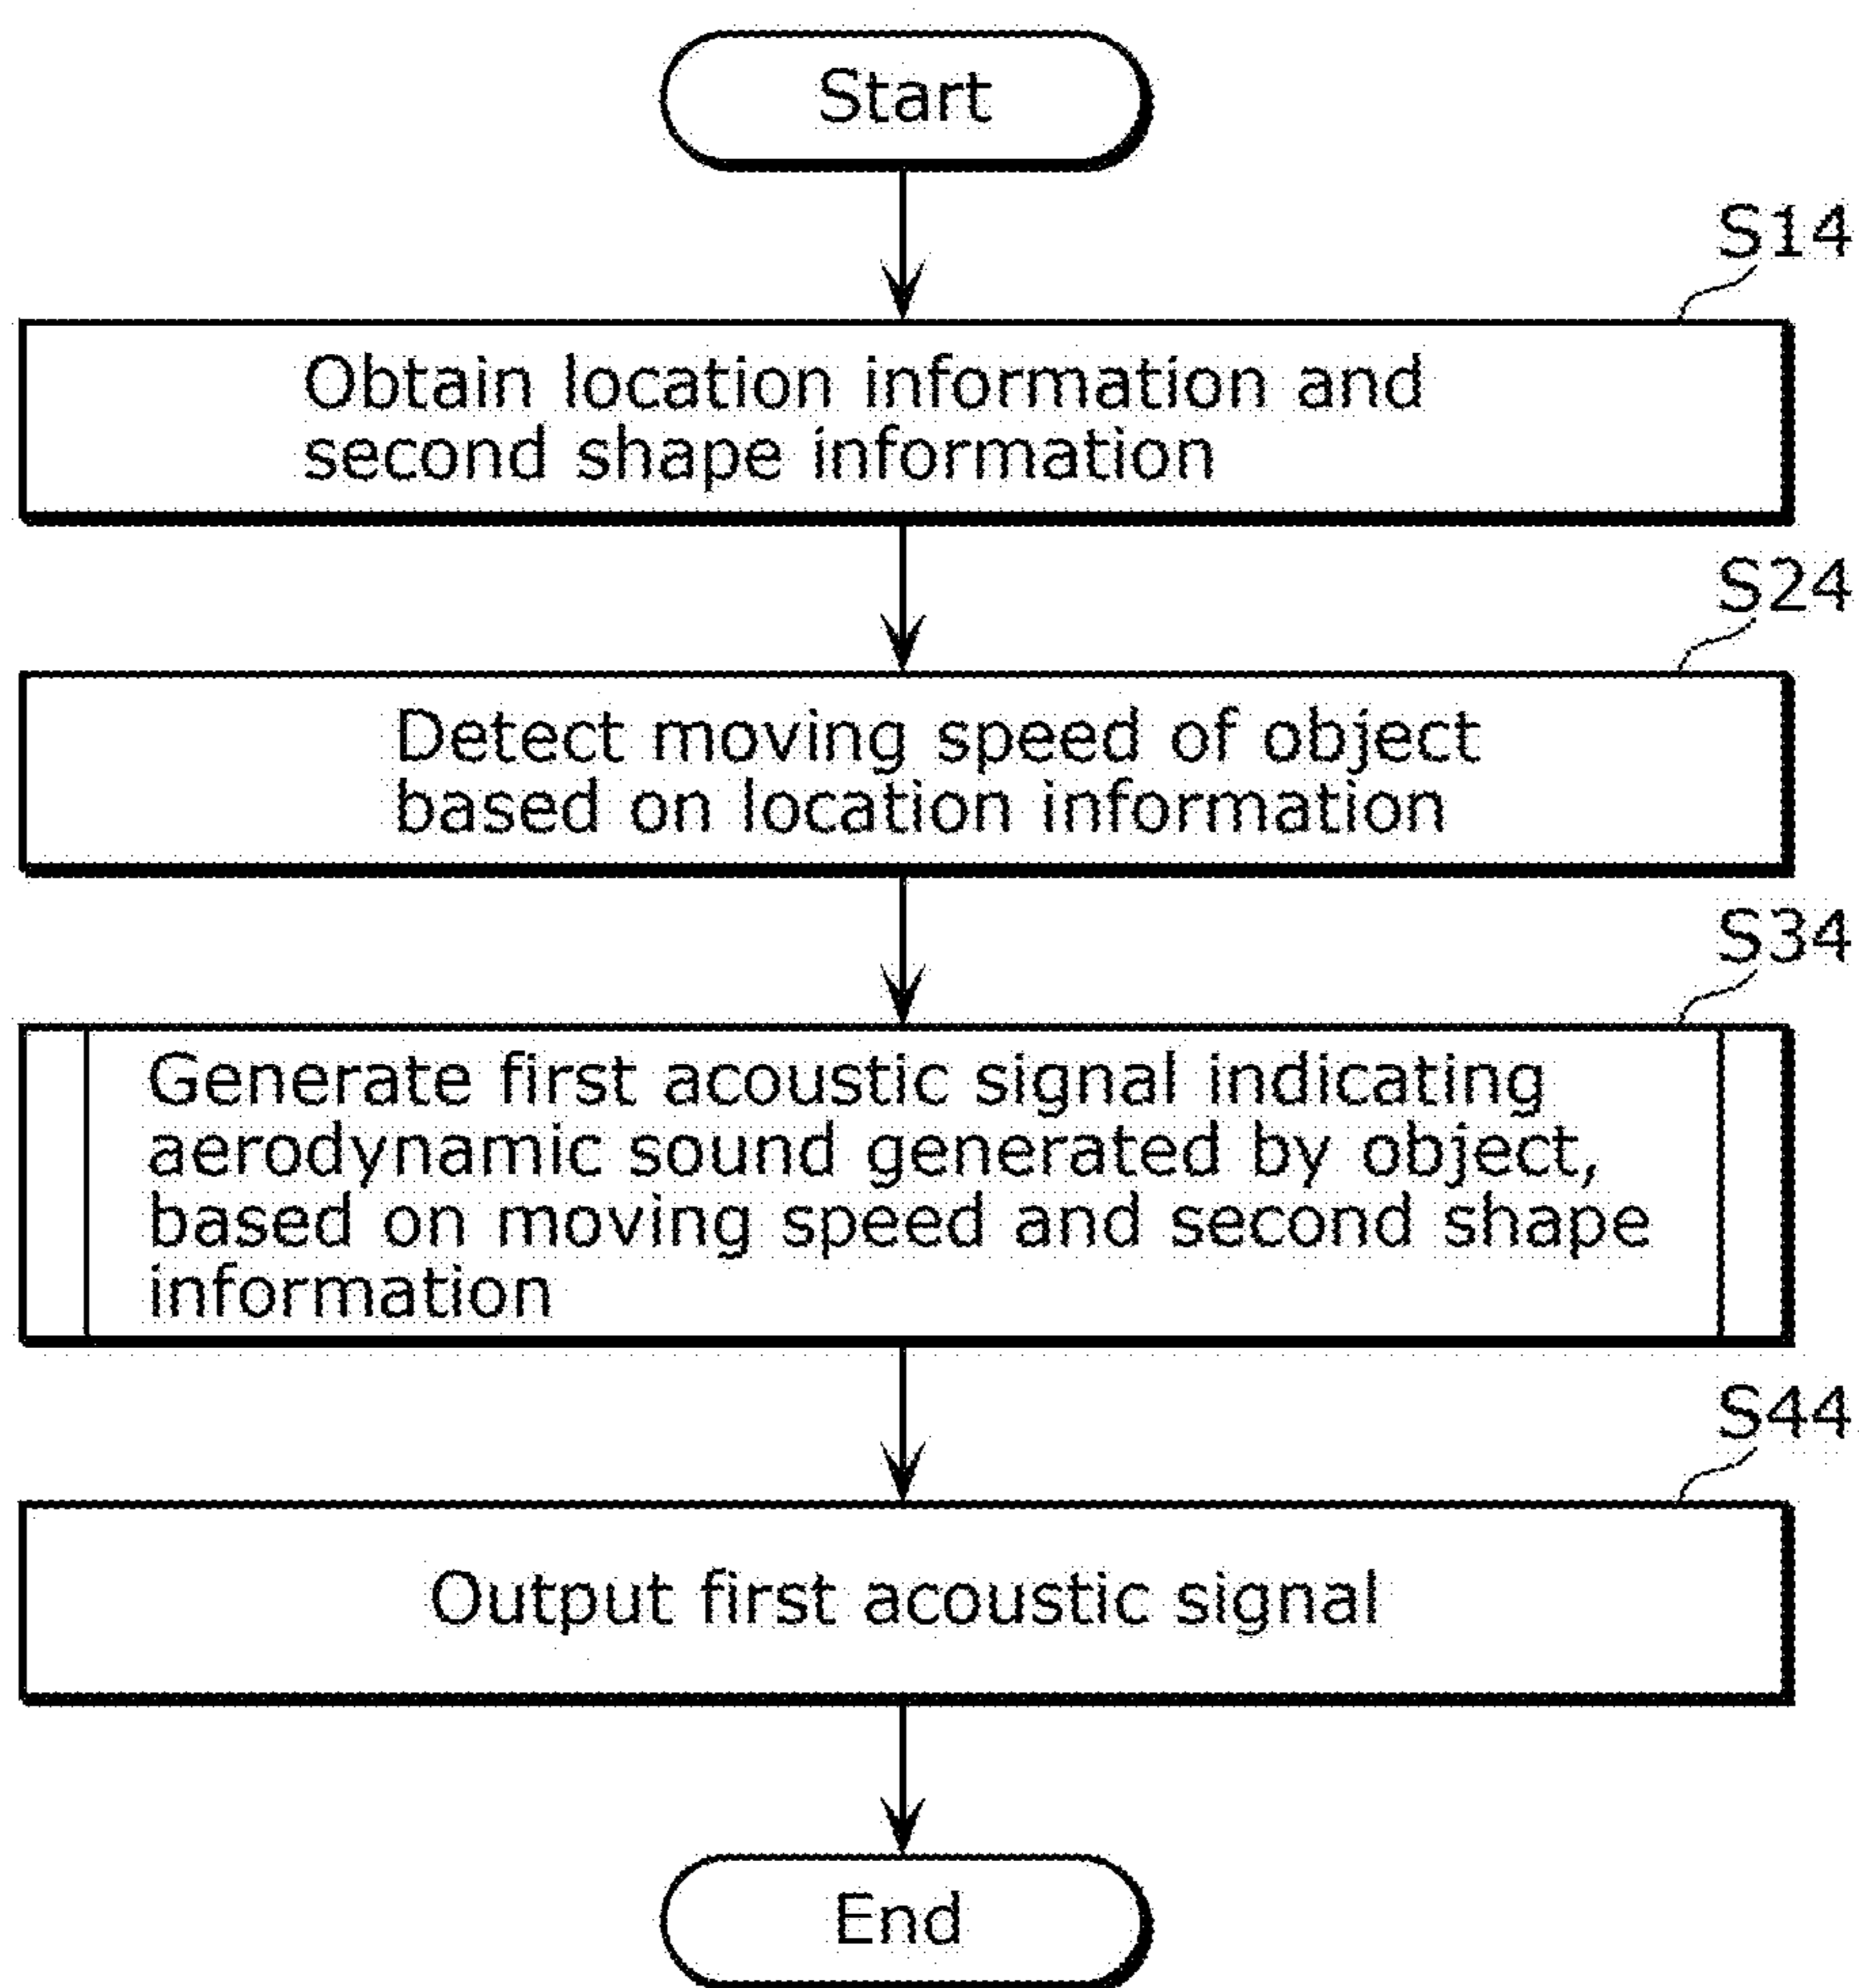 Start
S14
Obtain location information and
second shape information
S24
Detect moving speed of object
based on location information
S34
Generate first acoustic signal indicating
aerodynamic sound generated by object,
based on moving speed and second shape
information
S44
Output first acoustic signal
End